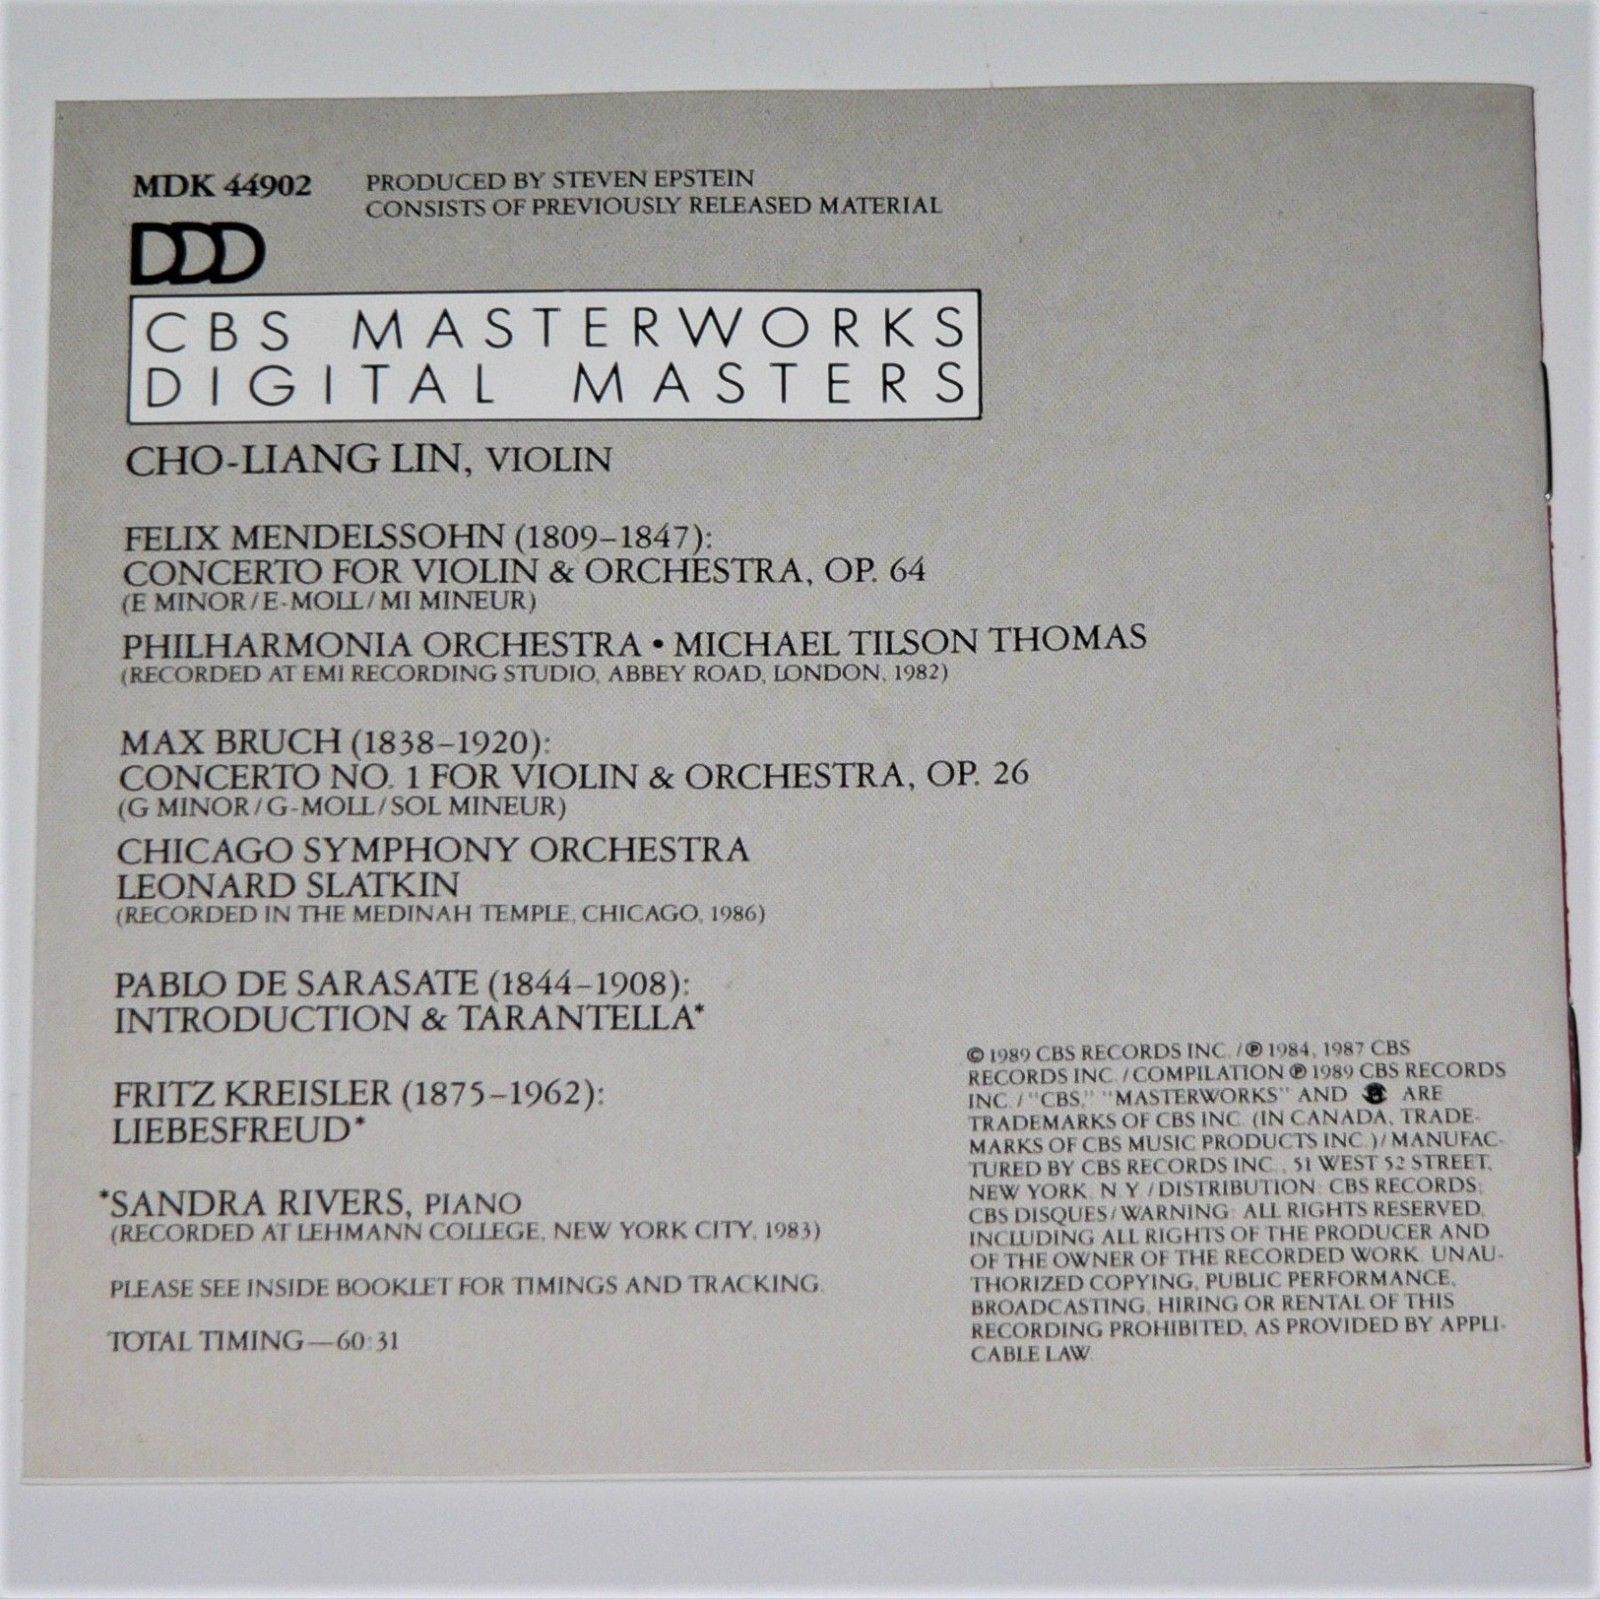 MDK 44902
PRODUCED BY STEVEN EPSTEIN
CONSISTS OF PREVIOUSLY RELEASED MATERIAL
DDD
CBS MASTERWORKS
DIGITAL MASTERS
CHO-LIANG LIN, VIOLIN
FELIX MENDELSSOHN (1809–1847):
CONCERTO FOR VIOLIN & ORCHESTRA, OP. 64
(E MINOR/E-MOLL/MI MINEUR)
PHILHARMONIA ORCHESTRA • MICHAEL TILSON THOMAS
(RECORDED AT EMI RECORDING STUDIO, ABBEY ROAD, LONDON, 1982)
MAX BRUCH (1838–1920):
CONCERTO NO. 1 FOR VIOLIN & ORCHESTRA, OP. 26
(G MINOR/G-MOLL/SOL MINEUR)
CHICAGO SYMPHONY ORCHESTRA
LEONARD SLATKIN
(RECORDED IN THE MEDINAH TEMPLE, CHICAGO, 1986)
PABLO DE SARASATE (1844–1908):
INTRODUCTION & TARANTELLA*
FRITZ KREISLER (1875–1962):
LIEBESFREUD*
*SANDRA RIVERS, PIANO
(RECORDED AT LEHMANN COLLEGE, NEW YORK CITY, 1983)
PLEASE SEE INSIDE BOOKLET FOR TIMINGS AND TRACKING.
TOTAL TIMING—60:31
© 1989 CBS RECORDS INC. / ℗ 1984, 1987 CBS
RECORDS INC. / COMPILATION ℗ 1989 CBS RECORDS
INC. / "CBS," "MASTERWORKS" AND ARE
TRADEMARKS OF CBS INC. (IN CANADA, TRADE-
MARKS OF CBS MUSIC PRODUCTS INC.) / MANUFAC-
TURED BY CBS RECORDS INC., 51 WEST 52 STREET,
NEW YORK, N.Y. / DISTRIBUTION: CBS RECORDS;
CBS DISQUES / WARNING: ALL RIGHTS RESERVED,
INCLUDING ALL RIGHTS OF THE PRODUCER AND
OF THE OWNER OF THE RECORDED WORK. UNAU-
THORIZED COPYING, PUBLIC PERFORMANCE,
BROADCASTING, HIRING OR RENTAL OF THIS
RECORDING PROHIBITED, AS PROVIDED BY APPLI-
CABLE LAW.